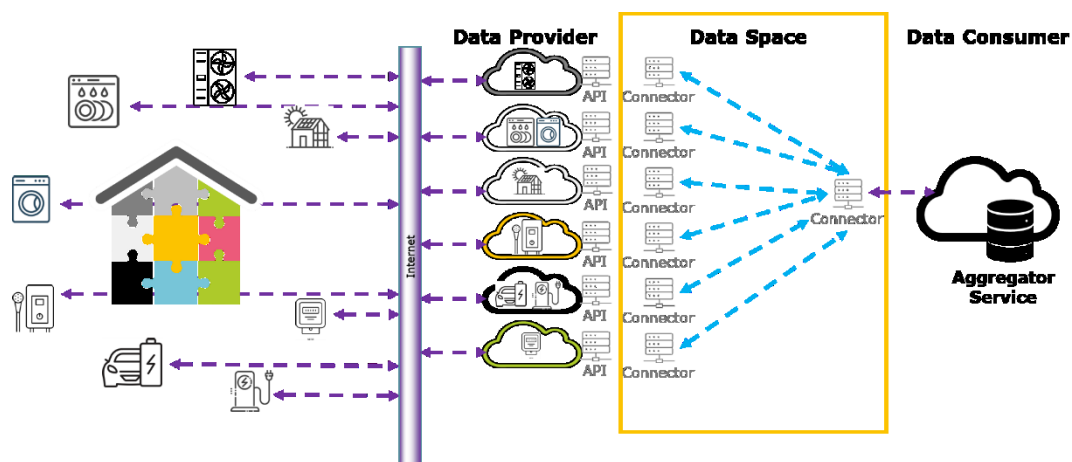 Data Provider
Data Space
Data Consumer
API
Connector
API
Connector
API
Connector
Connector
Internet
API
Connector
Aggregator
Service
API
Connector
API
Connector